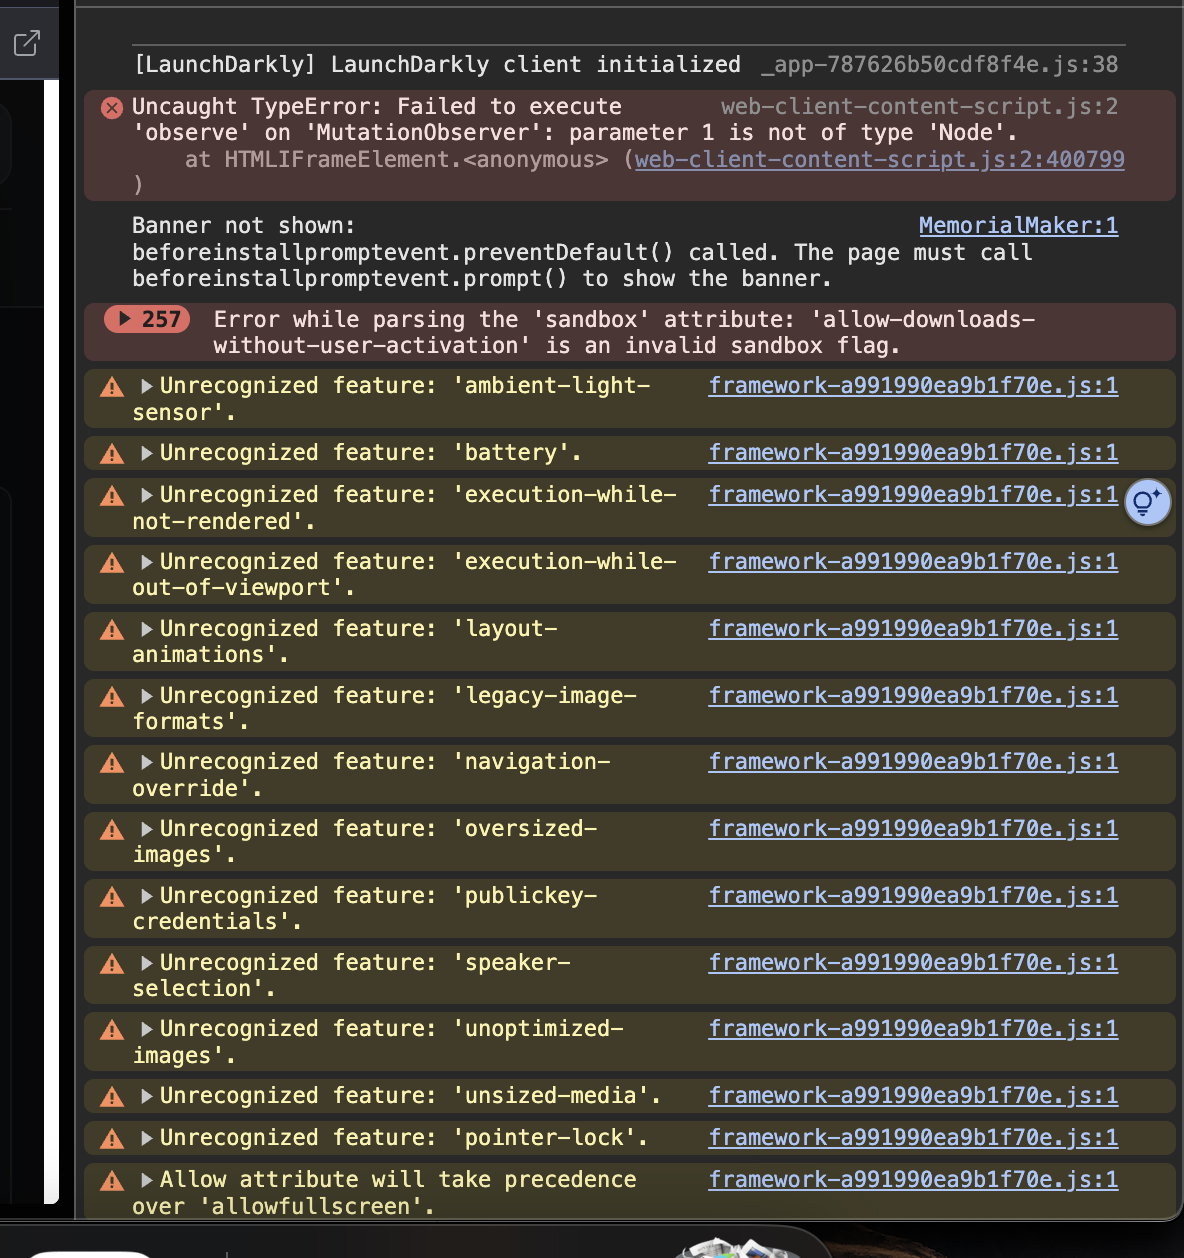 [LaunchDarkly] LaunchDarkly client initialized _app-787626b50cdf8f4e.js:38
Uncaught TypeError: Failed to execute web-client-content-script.js:2
'observe' on 'MutationObserver': parameter 1 is not of type 'Node'.
at HTMLIFrameElement.<anonymous> (web-client-content-script.js:2:400799
)
Banner not shown: MemorialMaker:1
beforeinstallpromptevent.preventDefault() called. The page must call
beforeinstallpromptevent.prompt() to show the banner.
257 Error while parsing the 'sandbox' attribute: 'allow-downloads-
without-user-activation' is an invalid sandbox flag.
Unrecognized feature: 'ambient-light- framework-a991990ea9b1f70e.js:1
sensor'.
Unrecognized feature: 'battery'. framework-a991990ea9b1f70e.js:1
Unrecognized feature: 'execution-while- framework-a991990ea9b1f70e.js:1
not-rendered'.
Unrecognized feature: 'execution-while- framework-a991990ea9b1f70e.js:1
out-of-viewport'.
Unrecognized feature: 'layout- framework-a991990ea9b1f70e.js:1
animations'.
Unrecognized feature: 'legacy-image- framework-a991990ea9b1f70e.js:1
formats'.
Unrecognized feature: 'navigation- framework-a991990ea9b1f70e.js:1
override'.
Unrecognized feature: 'oversized- framework-a991990ea9b1f70e.js:1
images'.
Unrecognized feature: 'publickey- framework-a991990ea9b1f70e.js:1
credentials'.
Unrecognized feature: 'speaker- framework-a991990ea9b1f70e.js:1
selection'.
Unrecognized feature: 'unoptimized- framework-a991990ea9b1f70e.js:1
images'.
Unrecognized feature: 'unsized-media'. framework-a991990ea9b1f70e.js:1
Unrecognized feature: 'pointer-lock'. framework-a991990ea9b1f70e.js:1
Allow attribute will take precedence framework-a991990ea9b1f70e.js:1
over 'allowfullscreen'.